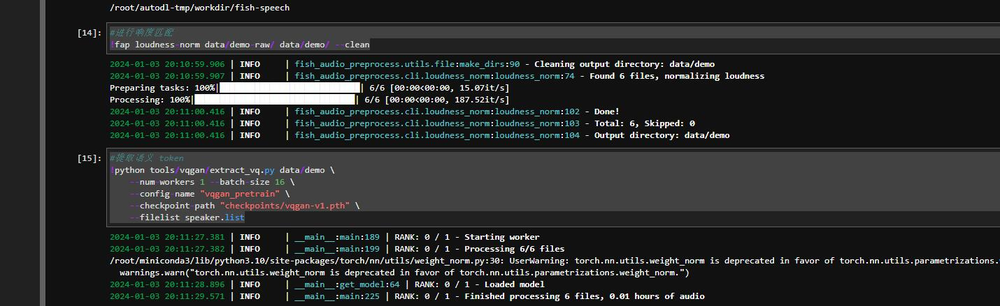 /root/autodl-tmp/workdir/fish-speech
[14]: #进行响度匹配
!fap loudness-norm data/demo-raw/ data/demo/ --clean
2024-01-03 20:10:59.906 | INFO     | fish_audio_preprocess.utils.file:make_dirs:90 - Cleaning output directory: data/demo
2024-01-03 20:10:59.907 | INFO     | fish_audio_preprocess.cli.loudness_norm:loudness_norm:74 - Found 6 files, normalizing loudness
Preparing tasks: 100%|████████████████████████████| 6/6 [00:00<00:00, 15.07it/s]
Processing: 100%|████████████████████████████████| 6/6 [00:00<00:00, 187.52it/s]
2024-01-03 20:11:00.416 | INFO     | fish_audio_preprocess.cli.loudness_norm:loudness_norm:102 - Done!
2024-01-03 20:11:00.416 | INFO     | fish_audio_preprocess.cli.loudness_norm:loudness_norm:103 - Total: 6, Skipped: 0
2024-01-03 20:11:00.416 | INFO     | fish_audio_preprocess.cli.loudness_norm:loudness_norm:104 - Output directory: data/demo
[15]: #提取语义 token
!python tools/vqgan/extract_vq.py data/demo \
    --num-workers 1 --batch-size 16 \
    --config-name "vqgan_pretrain" \
    --checkpoint-path "checkpoints/vqgan-v1.pth" \
    --filelist speaker.list
2024-01-03 20:11:27.381 | INFO     | __main__:main:189 | RANK: 0 / 1 - Starting worker
2024-01-03 20:11:27.382 | INFO     | __main__:main:199 | RANK: 0 / 1 - Processing 6/6 files
/root/miniconda3/lib/python3.10/site-packages/torch/nn/utils/weight_norm.py:30: UserWarning: torch.nn.utils.weight_norm is deprecated in favor of torch.nn.utils.parametrizations.
  warnings.warn("torch.nn.utils.weight_norm is deprecated in favor of torch.nn.utils.parametrizations.weight_norm.")
2024-01-03 20:11:28.896 | INFO     | __main__:get_model:64 | RANK: 0 / 1 - Loaded model
2024-01-03 20:11:29.571 | INFO     | __main__:main:225 | RANK: 0 / 1 - Finished processing 6 files, 0.01 hours of audio